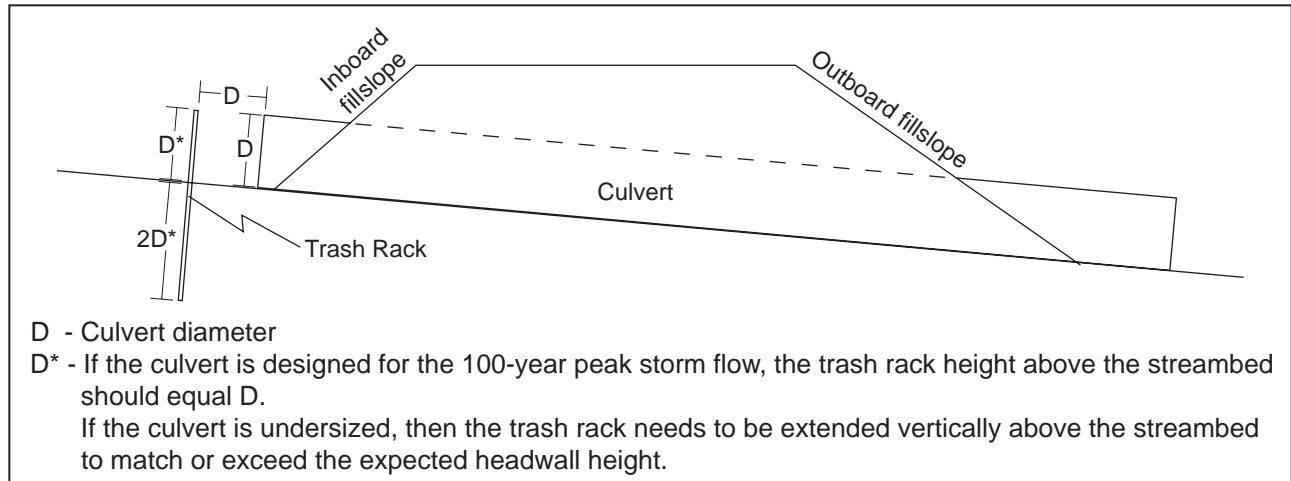 Inboard
fillslope
Outboard fillslope
D
D*
D
Culvert
2D*
Trash Rack
D - Culvert diameter
D* - If the culvert is designed for the 100-year peak storm flow, the trash rack height above the streambed
should equal D.
If the culvert is undersized, then the trash rack needs to be extended vertically above the streambed
to match or exceed the expected headwall height.